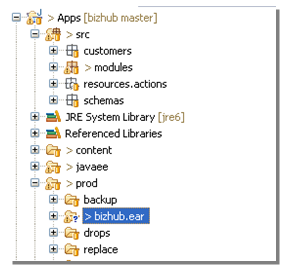 > Apps [bizhub master]
> src
customers
> modules
resources.actions
schemas
JRE System Library [jre6]
Referenced Libraries
> content
> javaee
> prod
backup
> bizhub.ear
drops
replace